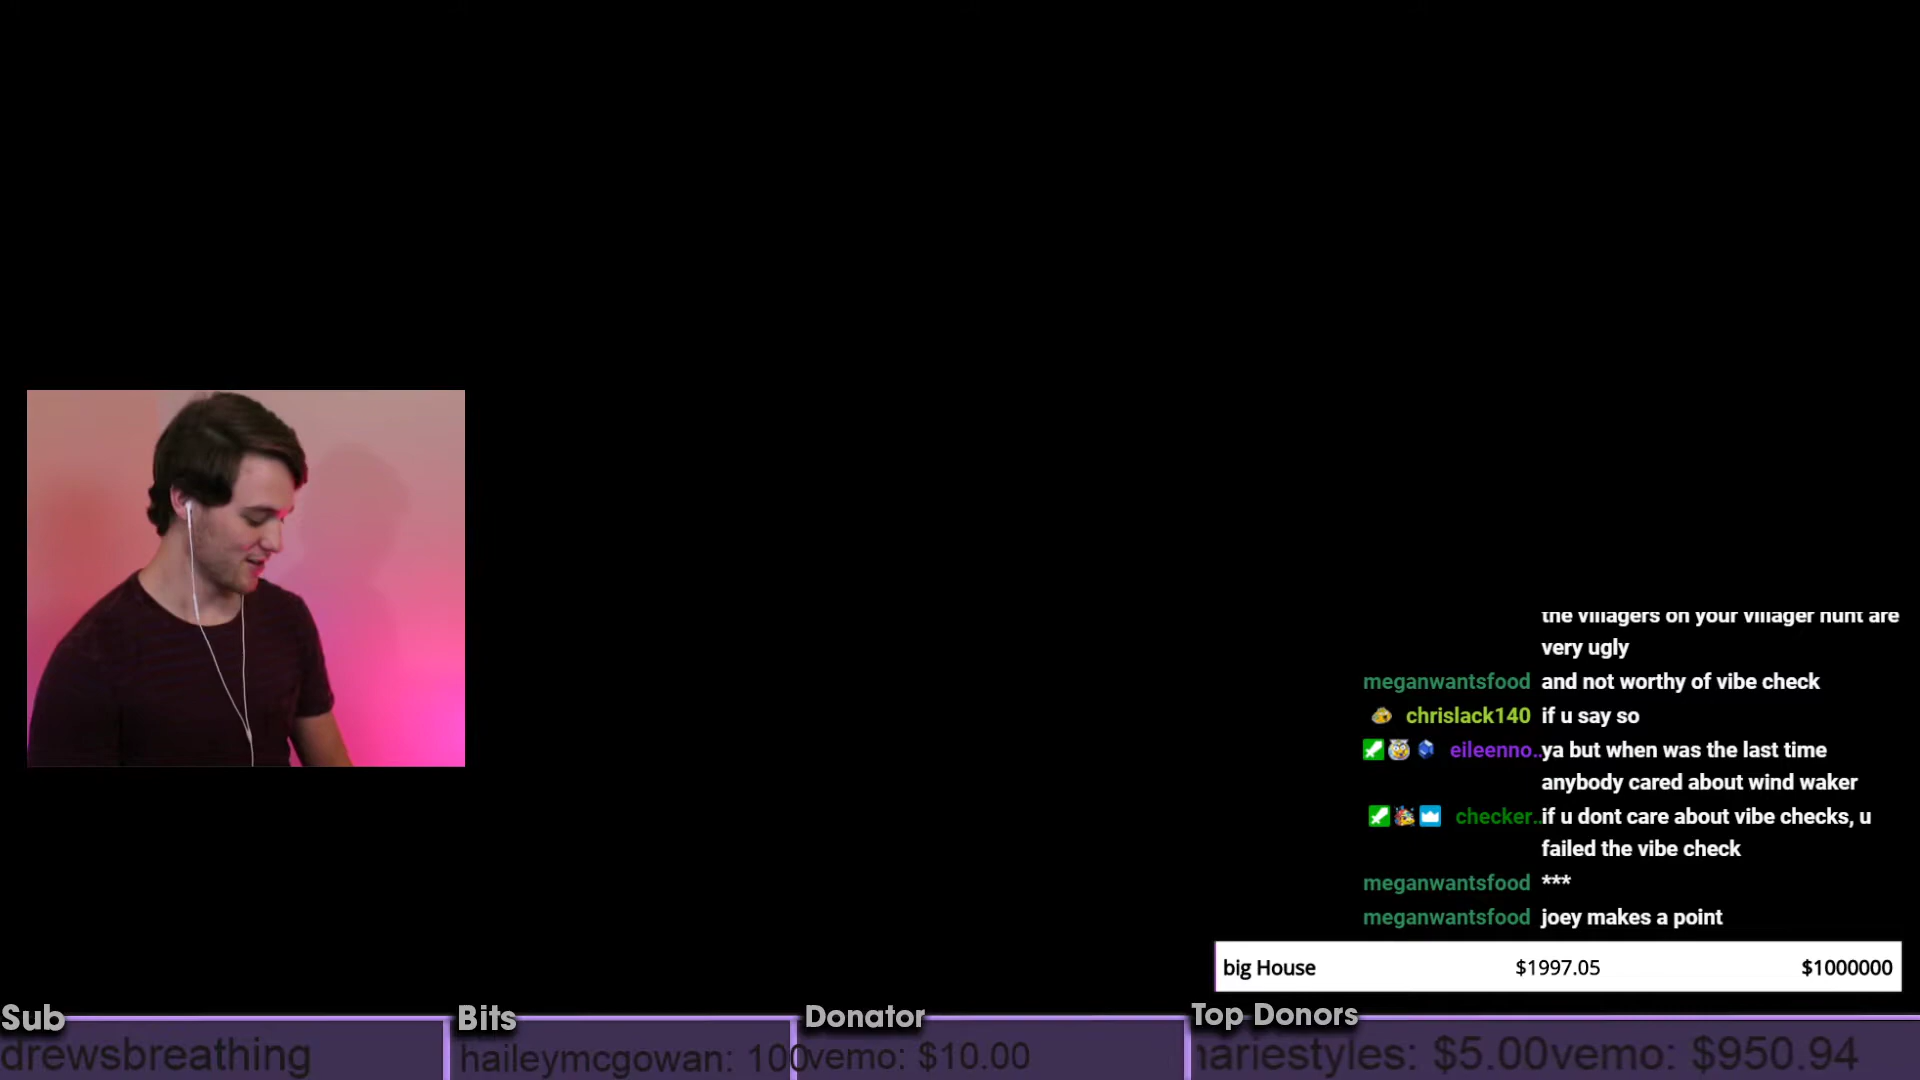 the villagers on your villager hunt are
very ugly
meganwantsfood and not worthy of vibe check
chrislack140 if u say so
eileenno.. ya but when was the last time
anybody cared about wind waker
checker.. if u dont care about vibe checks, u
failed the vibe check
meganwantsfood ***
meganwantsfood joey makes a point
big House $1997.05 $1000000
Sub Bits Donator Top Donors
drewsbreathing haileymcgowan: 100 vemo: $10.00 hariestyles: $5.00 vemo: $950.94